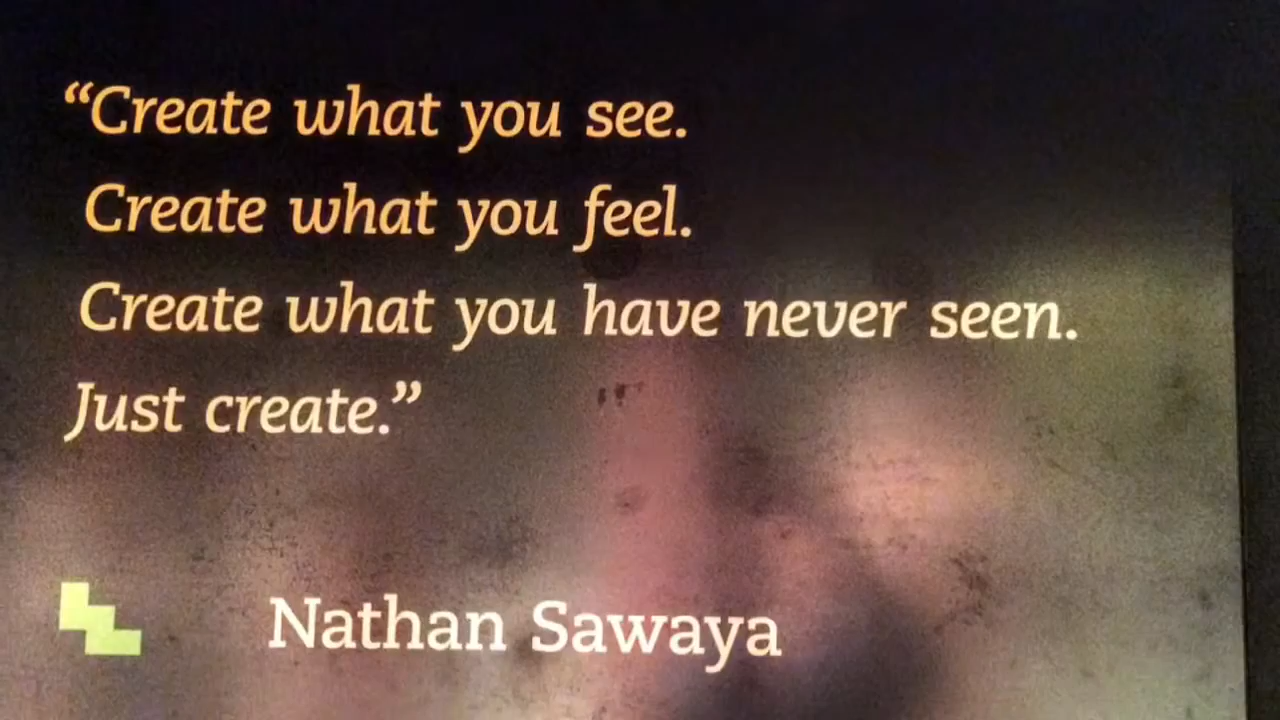 “Create what you see.
Create what you feel.
Create what you have never seen.
Just create.”
Nathan Sawaya